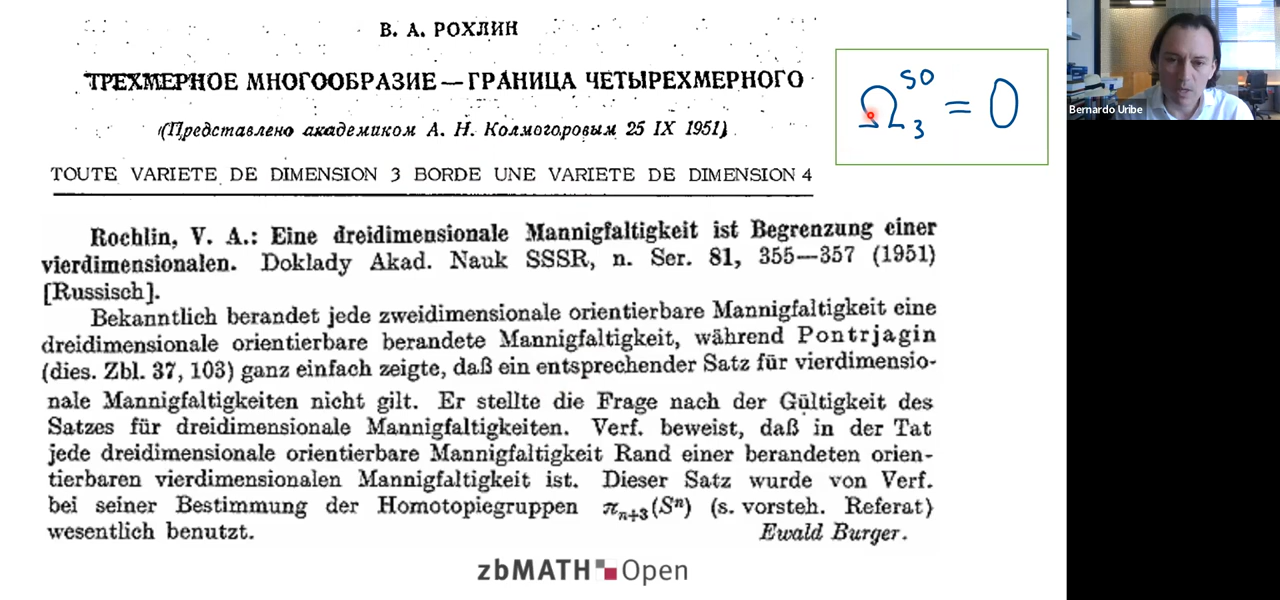 В. А. РОХЛИН
ТРЕХМЕРНОЕ МНОГООБРАЗИЕ — ГРАНИЦА ЧЕТЫРЕХМЕРНОГО
(Представлено академиком А. Н. Колмогоровым 25 IX 1951)
TOUTE VARIETE DE DIMENSION 3 BORDE UNE VARIETE DE DIMENSION 4
Ω₃^SO = 0
Bernardo Uribe
Rochlin, V. A.: Eine dreidimensionale Mannigfaltigkeit ist Begrenzung einer
vierdimensionalen. Doklady Akad. Nauk SSSR, n. Ser. 81, 355—357 (1951)
[Russisch].
Bekanntlich berandet jede zweidimensionale orientierbare Mannigfaltigkeit eine
dreidimensionale orientierbare berandete Mannigfaltigkeit, während Pontrjagin
(dies. Zbl. 37, 103) ganz einfach zeigte, daß ein entsprechender Satz für vierdimensio-
nale Mannigfaltigkeiten nicht gilt. Er stellte die Frage nach der Gültigkeit des
Satzes für dreidimensionale Mannigfaltigkeiten. Verf. beweist, daß in der Tat
jede dreidimensionale orientierbare Mannigfaltigkeit Rand einer berandeten orien-
tierbaren vierdimensionalen Mannigfaltigkeit ist. Dieser Satz wurde von Verf.
bei seiner Bestimmung der Homotopiegruppen πₙ₊₃(Sⁿ) (s. vorsteh. Referat)
wesentlich benutzt. Ewald Burger.
zbMATH Open